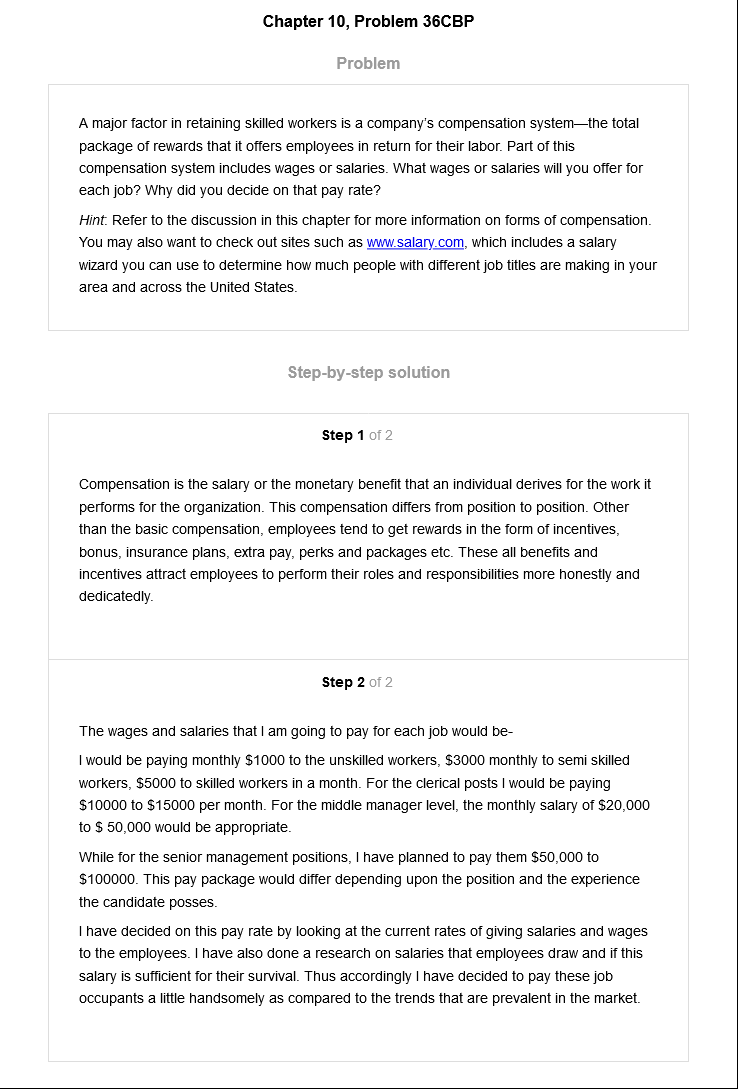 Chapter 10, Problem 36CBP
Problem
A major factor in retaining skilled workers is a company's compensation system—the total
package of rewards that it offers employees in return for their labor. Part of this
compensation system includes wages or salaries. What wages or salaries will you offer for
each job? Why did you decide on that pay rate?
Hint: Refer to the discussion in this chapter for more information on forms of compensation.
You may also want to check out sites such as www.salary.com, which includes a salary
wizard you can use to determine how much people with different job titles are making in your
area and across the United States.
Step-by-step solution
Step 1 of 2
Compensation is the salary or the monetary benefit that an individual derives for the work it
performs for the organization. This compensation differs from position to position. Other
than the basic compensation, employees tend to get rewards in the form of incentives,
bonus, insurance plans, extra pay, perks and packages etc. These all benefits and
incentives attract employees to perform their roles and responsibilities more honestly and
dedicatedly.
Step 2 of 2
The wages and salaries that I am going to pay for each job would be-
I would be paying monthly $1000 to the unskilled workers, $3000 monthly to semi skilled
workers, $5000 to skilled workers in a month. For the clerical posts I would be paying
$10000 to $15000 per month. For the middle manager level, the monthly salary of $20,000
to $ 50,000 would be appropriate.
While for the senior management positions, I have planned to pay them $50,000 to
$100000. This pay package would differ depending upon the position and the experience
the candidate posses.
I have decided on this pay rate by looking at the current rates of giving salaries and wages
to the employees. I have also done a research on salaries that employees draw and if this
salary is sufficient for their survival. Thus accordingly I have decided to pay these job
occupants a little handsomely as compared to the trends that are prevalent in the market.